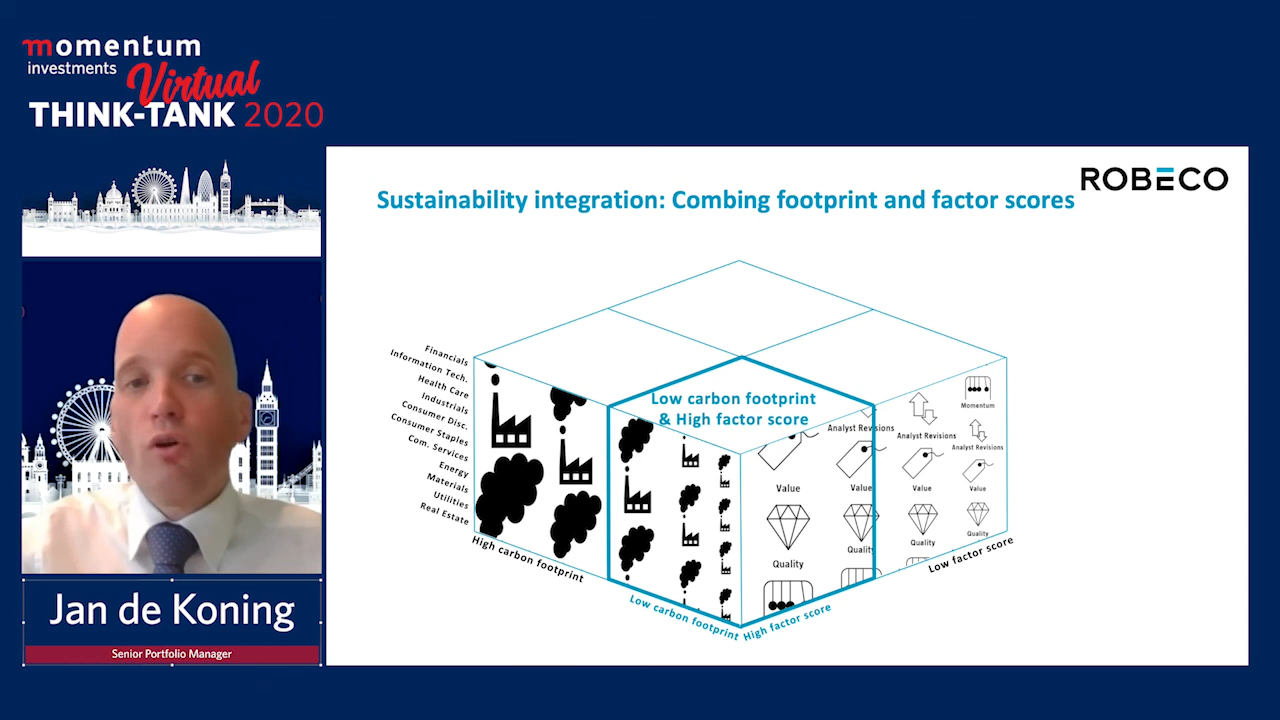 momentum
investments
Virtual
THINK-TANK 2020
ROBECO
Sustainability integration: Combing footprint and factor scores
Financials
Information Tech.
Health Care
Industrials
Consumer Disc.
Consumer Staples
Com. Services
Energy
Materials
Utilities
Real Estate
High carbon footprint
Low carbon footprint
Low carbon footprint
& High factor score
Analyst Revisions
Value
Value
Quality
Quality
Analyst Revisions
Value
Quality
Momentum
Analyst Revisions
Value
Quality
High factor score
Low factor score
Jan de Koning
Senior Portfolio Manager